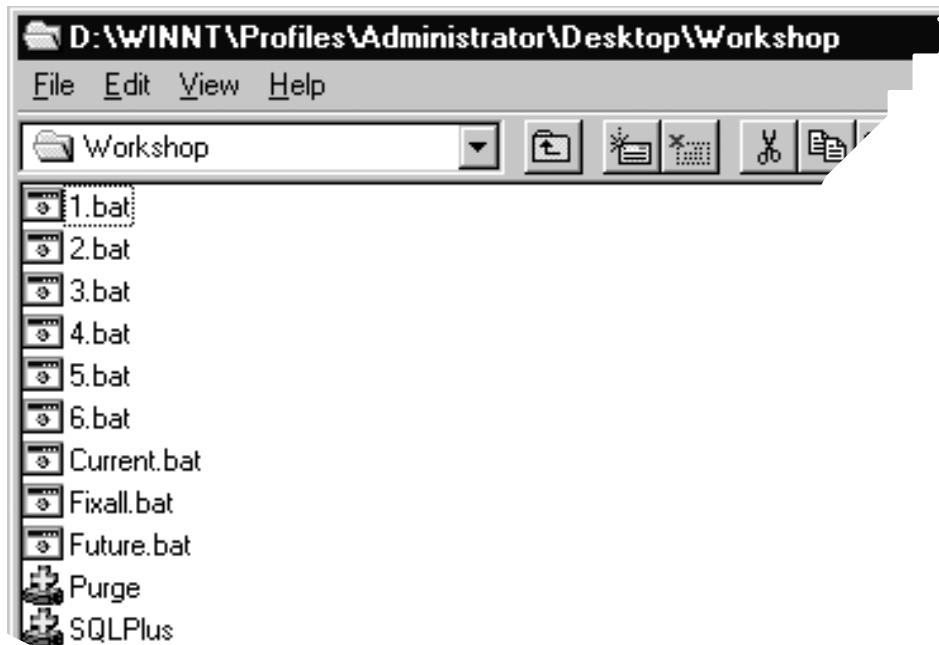 D:\WINNT\Profiles\Administrator\Desktop\Workshop
File Edit View Help
Workshop
1.bat
2.bat
3.bat
4.bat
5.bat
6.bat
Current.bat
Fixall.bat
Future.bat
Purge
SQLPlus